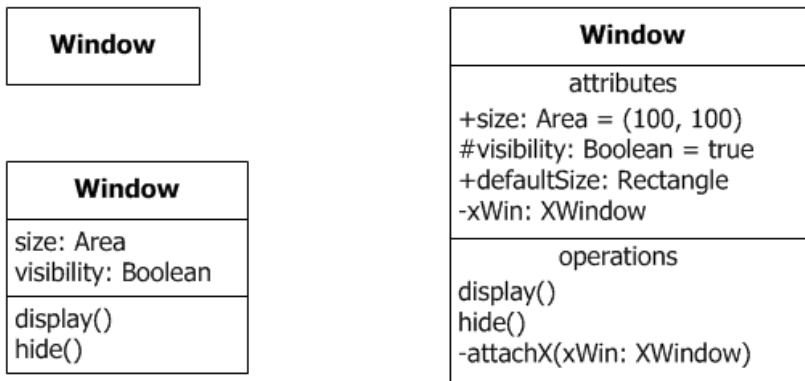 Window
Window
size: Area
visibility: Boolean
display()
hide()
Window
attributes
+size: Area = (100, 100)
#visibility: Boolean = true
+defaultSize: Rectangle
-xWin: XWindow
operations
display()
hide()
-attachX(xWin: XWindow)